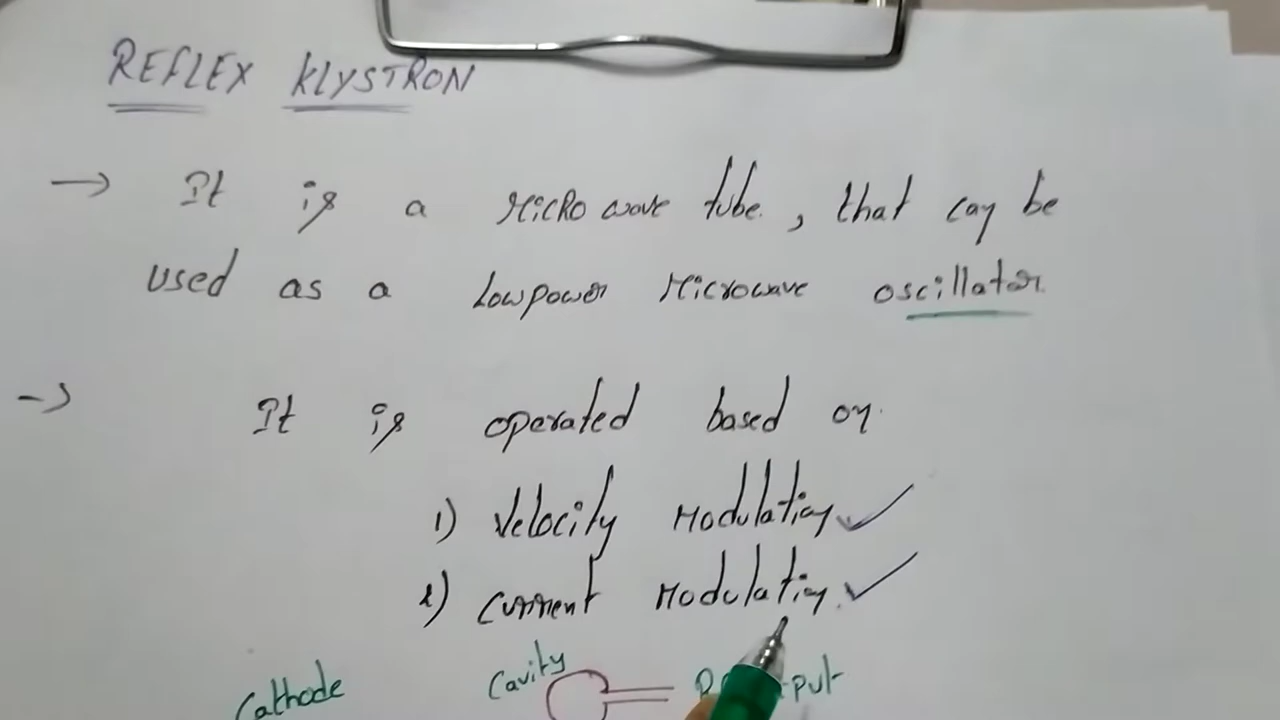 REFLEX KLYSTRON
→ It is a Microwave tube, that can be
used as a Lowpower Microwave oscillator.
→ It is operated based on
1) Velocity Modulation ✓
2) Current Modulation ✓
Cathode Cavity